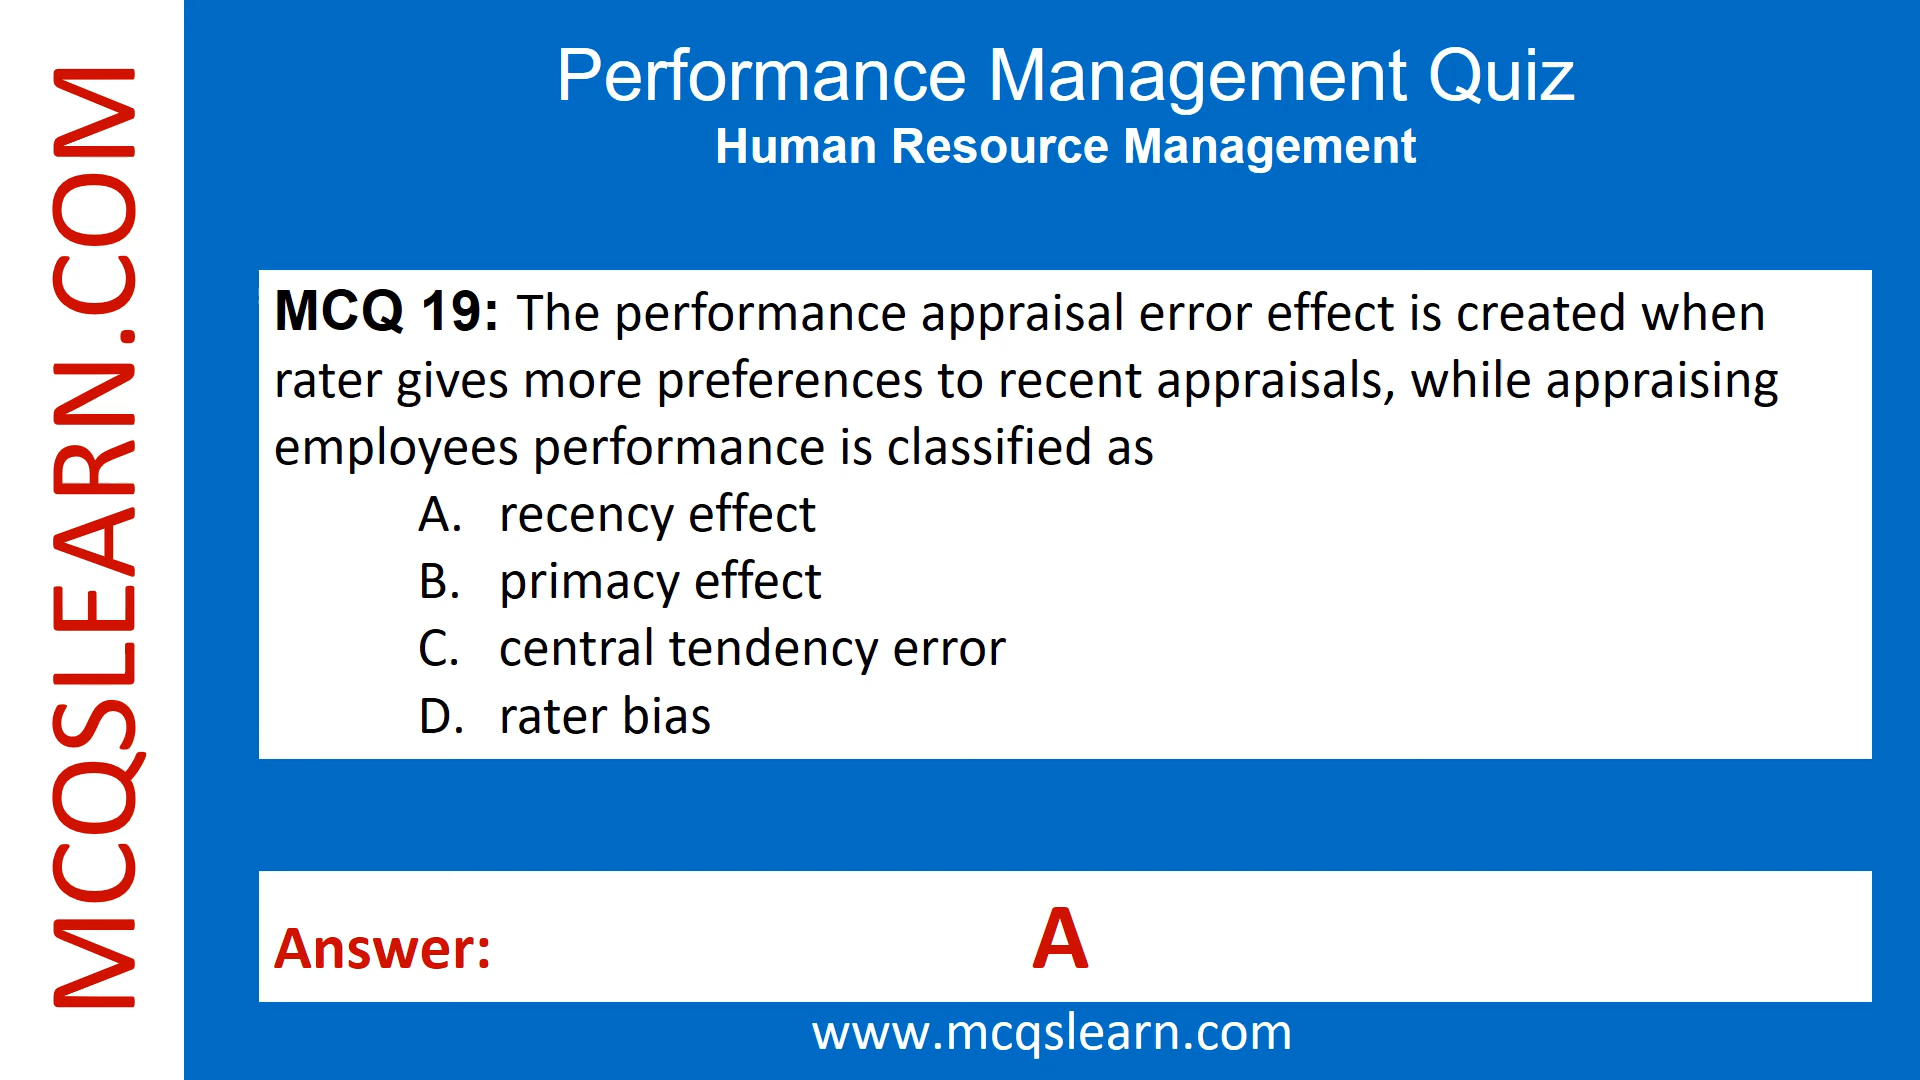 MCQSLEARN.COM
Performance Management Quiz
Human Resource Management
MCQ 19: The performance appraisal error effect is created when
rater gives more preferences to recent appraisals, while appraising
employees performance is classified as
A. recency effect
B. primacy effect
C. central tendency error
D. rater bias
Answer: A
www.mcqslearn.com